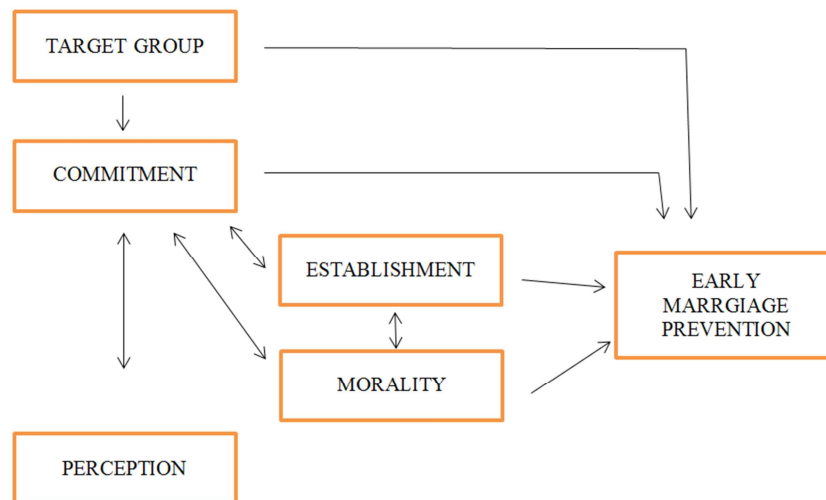 TARGET GROUP
COMMITMENT
ESTABLISHMENT
EARLY
MARRGIAGE
PREVENTION
MORALITY
PERCEPTION